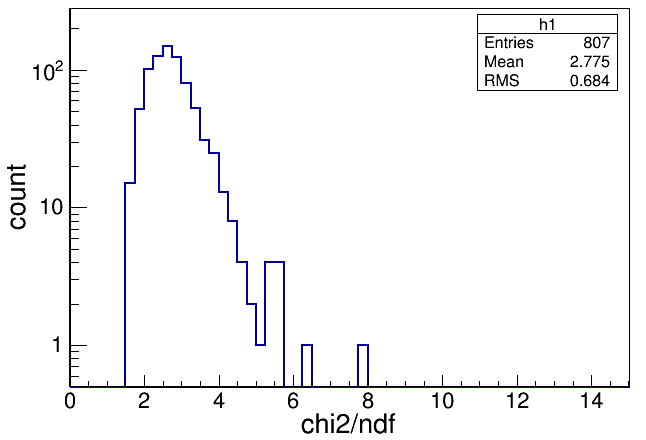 h1
Entries 807
Mean 2.775
RMS 0.684
10²
10
1
count
0 2 4 6 8 10 12 14
chi2/ndf